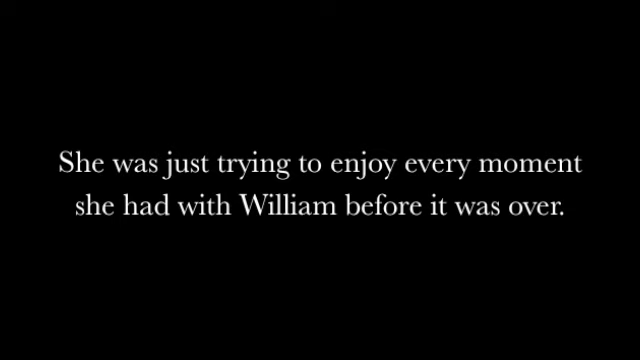 She was just trying to enjoy every moment
she had with William before it was over.